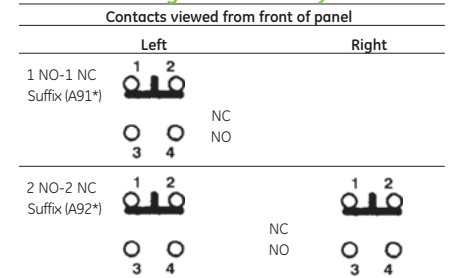 Contacts viewed from front of panel
Left Right
1 NO-1 NC
Suffix (A91*)
1 2
NC
NO
3 4
2 NO-2 NC
Suffix (A92*)
1 2 1 2
NC
NO
3 4 3 4